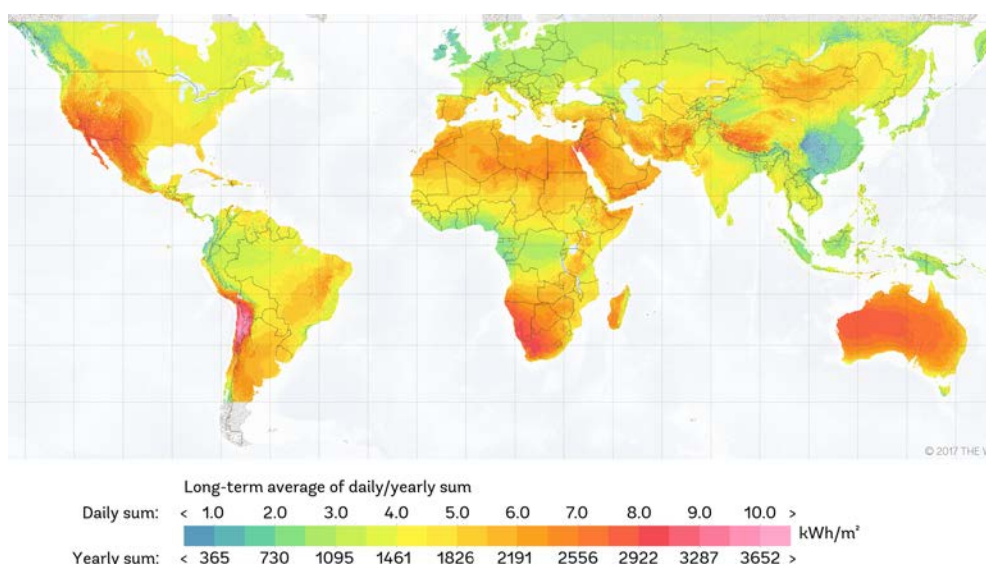 © 2017 THE W
Long-term average of daily/yearly sum
Daily sum: < 1.0 2.0 3.0 4.0 5.0 6.0 7.0 8.0 9.0 10.0 >
kWh/m²
Yearly sum: < 365 730 1095 1461 1826 2191 2556 2922 3287 3652 >